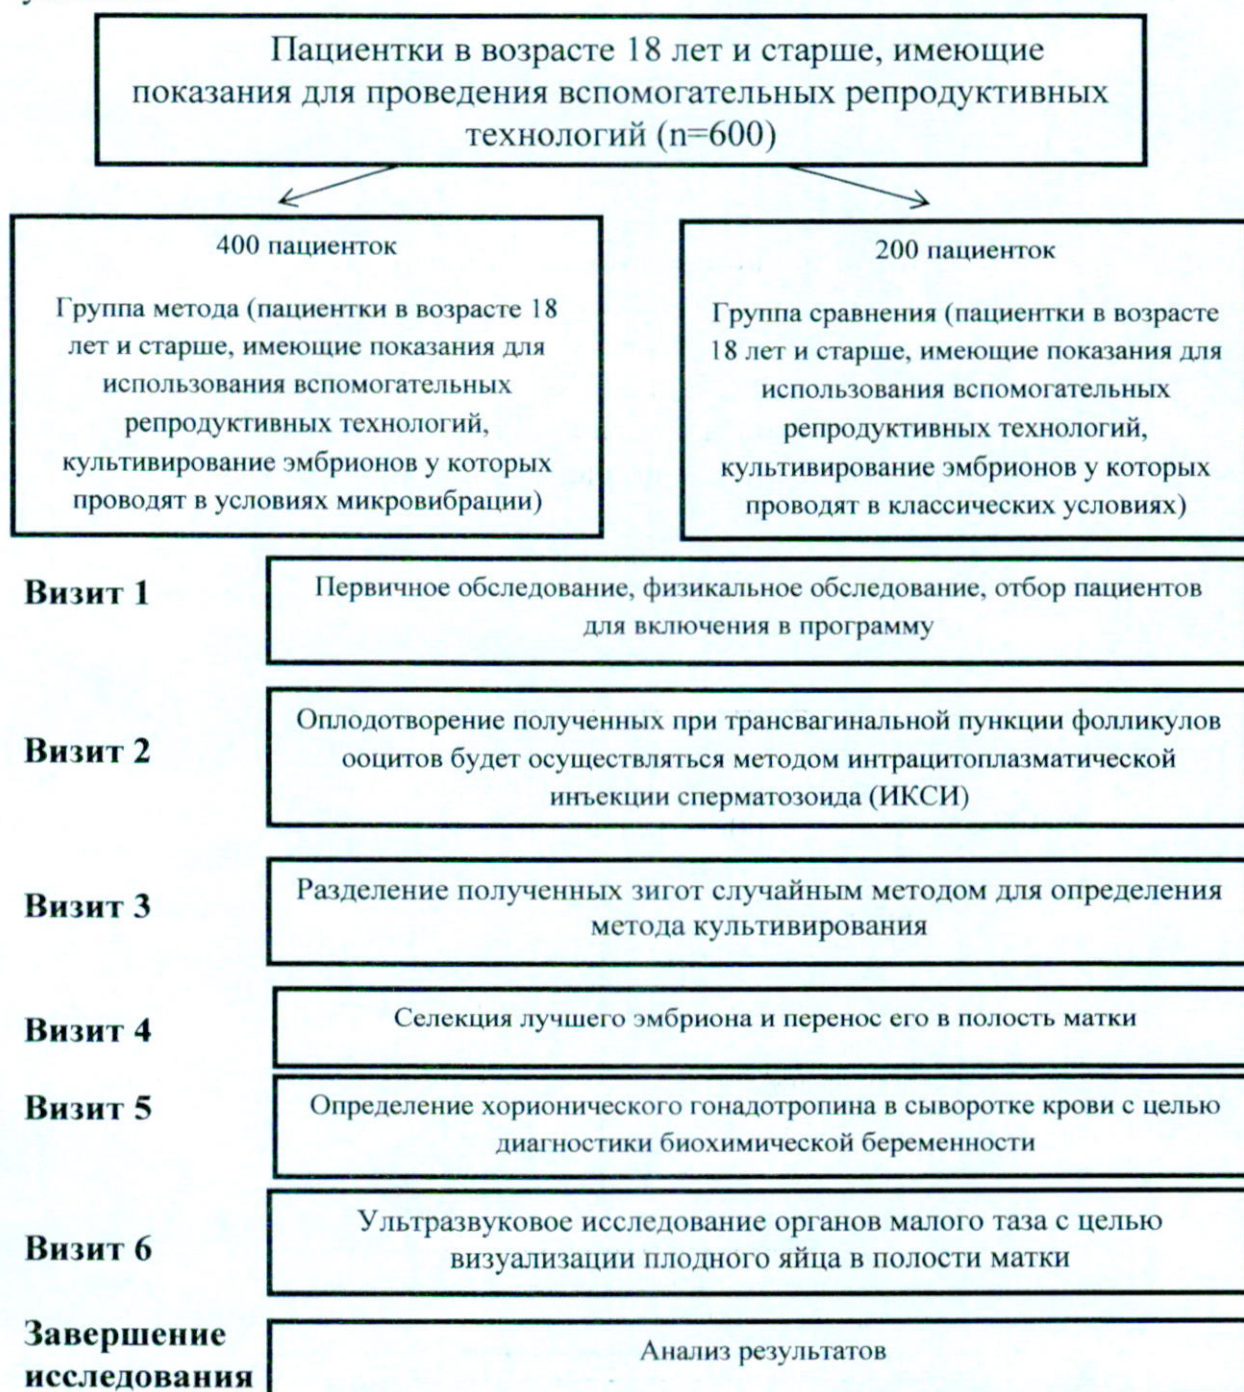 Пациентки в возрасте 18 лет и старше, имеющие
показания для проведения вспомогательных репродуктивных
технологий (n=600)
400 пациенток
Группа метода (пациентки в возрасте 18
лет и старше, имеющие показания для
использования вспомогательных
репродуктивных технологий,
культивирование эмбрионов у которых
проводят в условиях микровибрации)
200 пациенток
Группа сравнения (пациентки в возрасте
18 лет и старше, имеющие показания для
использования вспомогательных
репродуктивных технологий,
культивирование эмбрионов у которых
проводят в классических условиях)
Визит 1
Первичное обследование, физикальное обследование, отбор пациентов
для включения в программу
Визит 2
Оплодотворение полученных при трансвагинальной пункции фолликулов
ооцитов будет осуществляться методом интрацитоплазматической
инъекции сперматозоида (ИКСИ)
Визит 3
Разделение полученных зигот случайным методом для определения
метода культивирования
Визит 4
Селекция лучшего эмбриона и перенос его в полость матки
Визит 5
Определение хорионического гонадотропина в сыворотке крови с целью
диагностики биохимической беременности
Визит 6
Ультразвуковое исследование органов малого таза с целью
визуализации плодного яйца в полости матки
Завершение
исследования
Анализ результатов